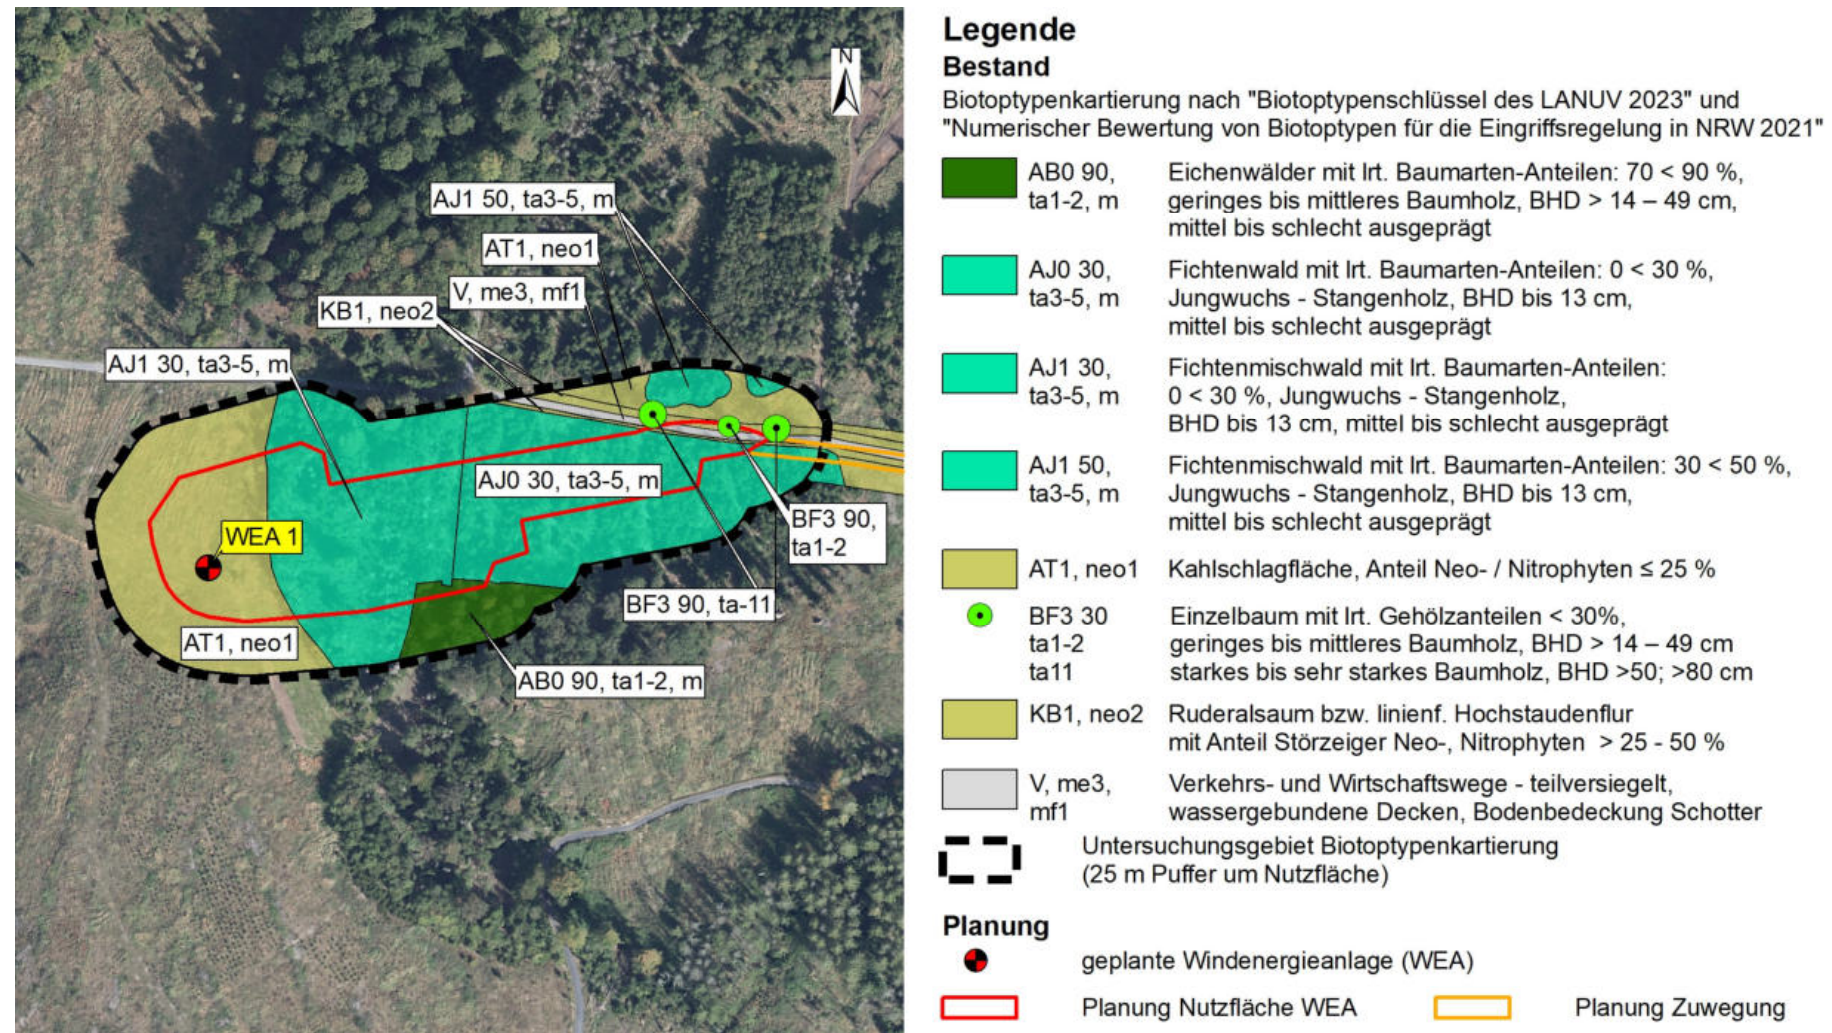 N
AJ1 50, ta3-5, m
AT1, neo1
V, me3, mf1
KB1, neo2
AJ1 30, ta3-5, m
AJ0 30, ta3-5, m
WEA 1
BF3 90,
ta1-2
BF3 90, ta-11
AT1, neo1
AB0 90, ta1-2, m
Legende
Bestand
Biotoptypenkartierung nach "Biotoptypenschlüssel des LANUV 2023" und
"Numerischer Bewertung von Biotoptypen für die Eingriffsregelung in NRW 2021"
AB0 90, Eichenwälder mit lrt. Baumarten-Anteilen: 70 < 90 %,
ta1-2, m geringes bis mittleres Baumholz, BHD > 14 – 49 cm,
mittel bis schlecht ausgeprägt
AJ0 30, Fichtenwald mit lrt. Baumarten-Anteilen: 0 < 30 %,
ta3-5, m Jungwuchs - Stangenholz, BHD bis 13 cm,
mittel bis schlecht ausgeprägt
AJ1 30, Fichtenmischwald mit lrt. Baumarten-Anteilen:
ta3-5, m 0 < 30 %, Jungwuchs - Stangenholz,
BHD bis 13 cm, mittel bis schlecht ausgeprägt
AJ1 50, Fichtenmischwald mit lrt. Baumarten-Anteilen: 30 < 50 %,
ta3-5, m Jungwuchs - Stangenholz, BHD bis 13 cm,
mittel bis schlecht ausgeprägt
AT1, neo1 Kahlschlagfläche, Anteil Neo- / Nitrophyten ≤ 25 %
BF3 30 Einzelbaum mit lrt. Gehölzanteilen < 30%,
ta1-2 geringes bis mittleres Baumholz, BHD > 14 – 49 cm
ta11 starkes bis sehr starkes Baumholz, BHD >50; >80 cm
KB1, neo2 Ruderalsaum bzw. linienf. Hochstaudenflur
mit Anteil Störzeiger Neo-, Nitrophyten > 25 - 50 %
V, me3, Verkehrs- und Wirtschaftswege - teilversiegelt,
mf1 wassergebundene Decken, Bodenbedeckung Schotter
Untersuchungsgebiet Biotoptypenkartierung
(25 m Puffer um Nutzfläche)
Planung
geplante Windenergieanlage (WEA)
Planung Nutzfläche WEA Planung Zuwegung